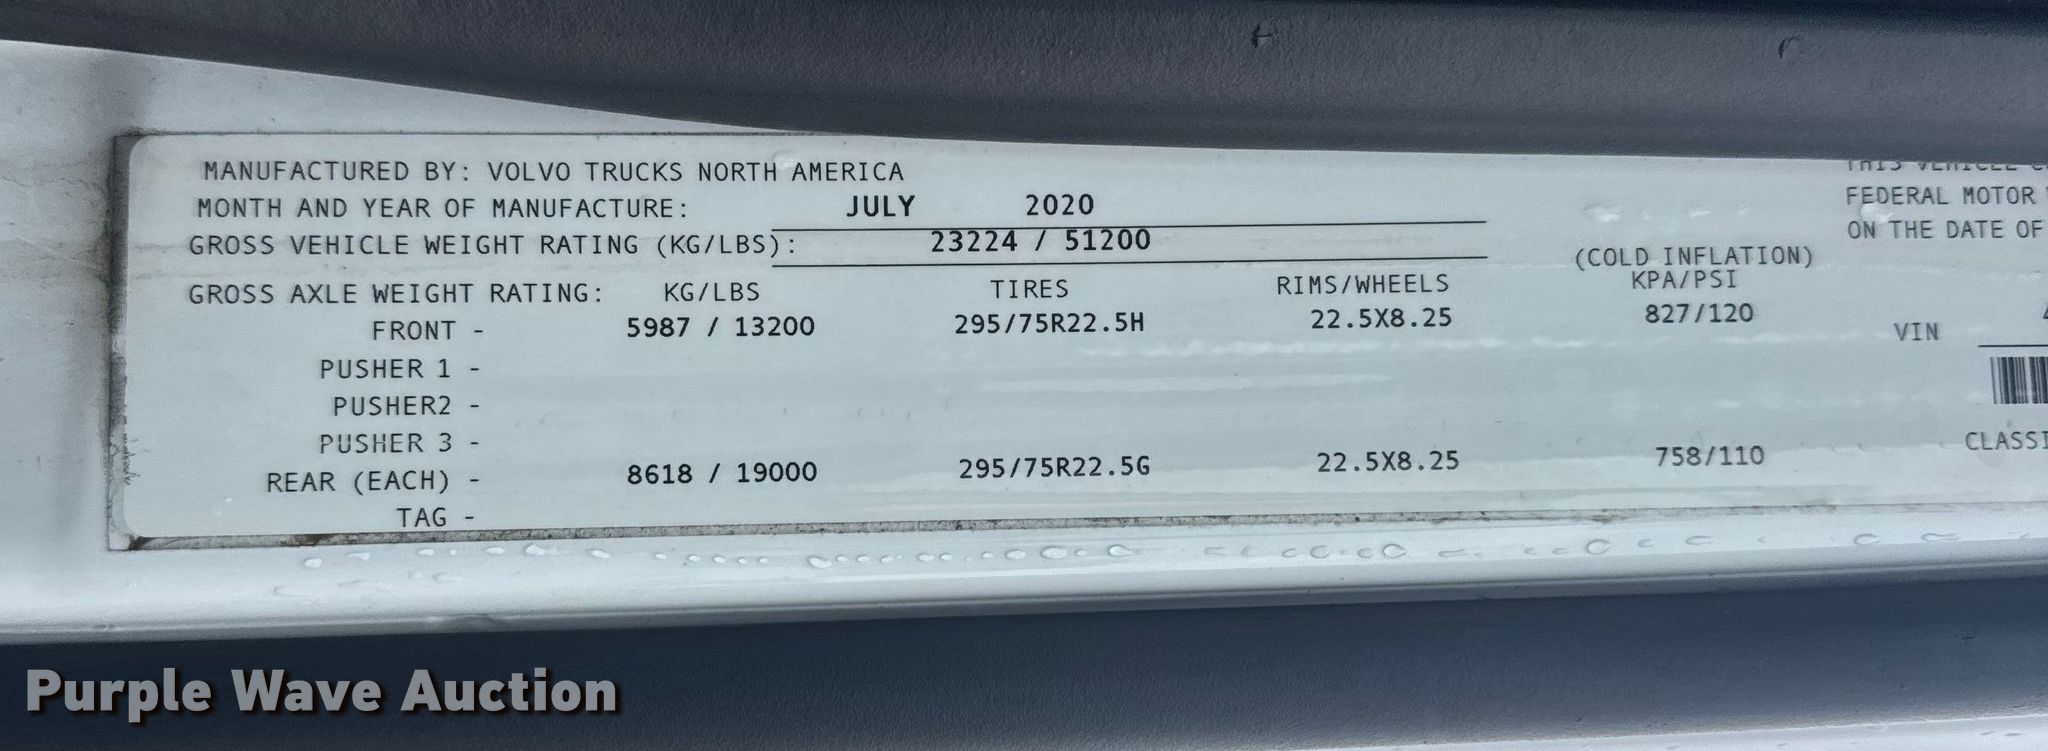 MANUFACTURED BY: VOLVO TRUCKS NORTH AMERICA
MONTH AND YEAR OF MANUFACTURE: JULY 2020
GROSS VEHICLE WEIGHT RATING (KG/LBS): 23224 / 51200
GROSS AXLE WEIGHT RATING: KG/LBS TIRES RIMS/WHEELS (COLD INFLATION) KPA/PSI
FRONT - 5987 / 13200 295/75R22.5H 22.5X8.25 827/120
PUSHER 1 -
PUSHER2 -
PUSHER 3 -
REAR (EACH) - 8618 / 19000 295/75R22.5G 22.5X8.25 758/110
TAG -
THIS VEHICLE
FEDERAL MOTOR
ON THE DATE OF
VIN
CLASSI
Purple Wave Auction